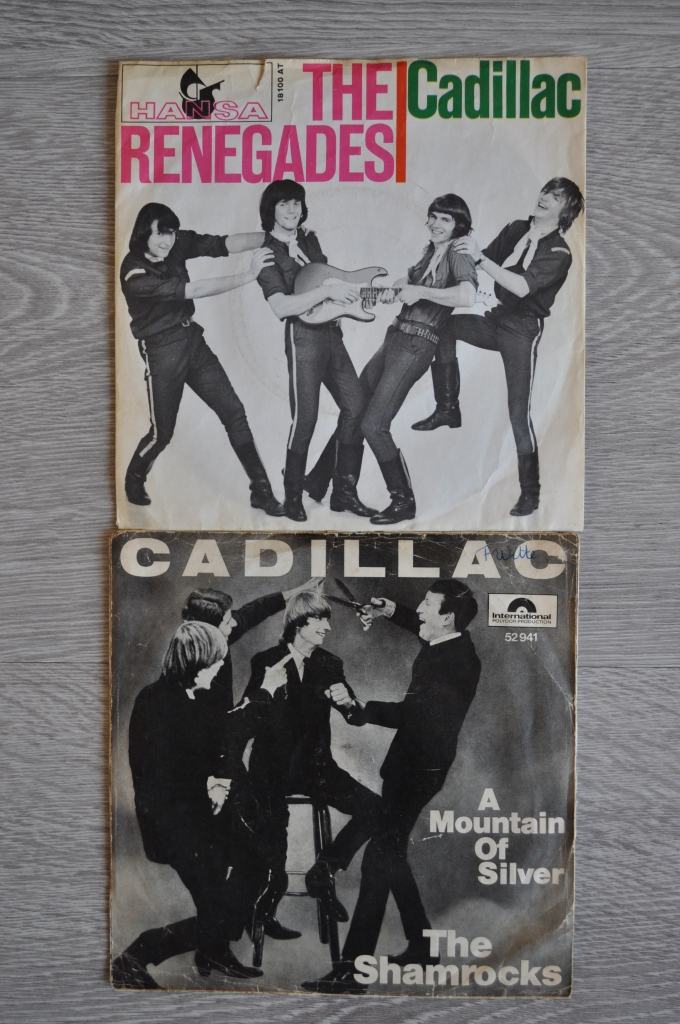 HANSA
18100 AT
THE
RENEGADES
Cadillac
CADILLAC
International
POLYDOR PRODUCTION
52 941
A
Mountain
Of
Silver
The
Shamrocks